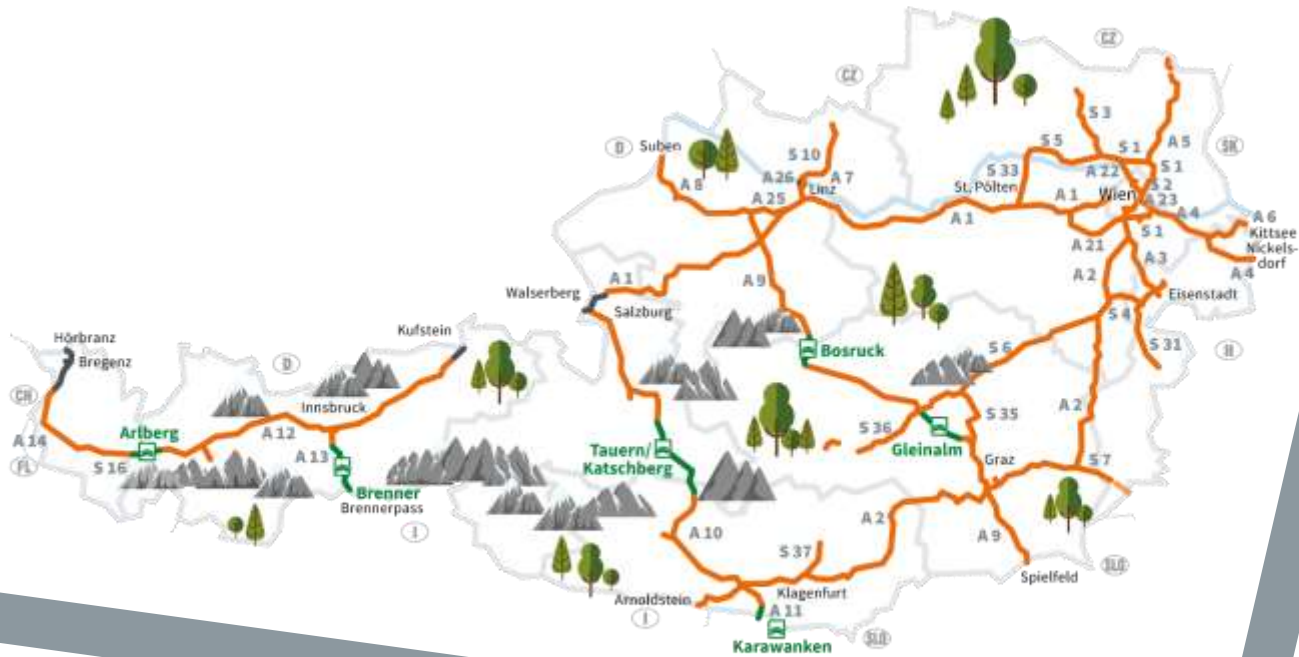 CZ
CZ
S 3
D
Suben
S 10
S 5
S 1
A 5
SK
A 26
A 7
S 33
A 22
S 1
A 8
Linz
St. Pölten
S 2
A 25
A 1
Wien
A 23
A 1
A 4
A 6
S 1
Kittsee
A 21
Nickels-
dorf
A 1
A 9
A 2
A 3
A 4
Walserberg
Salzburg
Eisenstadt
S 4
Kufstein
Hörbranz
Bregenz
D
Bosruck
S 6
S 31
H
CH
Innsbruck
A 2
S 35
Arlberg
A 12
S 36
A 14
Tauern/
Katschberg
Gleinalm
FL
S 16
A 13
Graz
S 7
Brenner
Brennerpass
I
A 10
A 2
A 9
S 37
SLO
Spielfeld
Arnoldstein
Klagenfurt
I
A 11
SLO
Karawanken